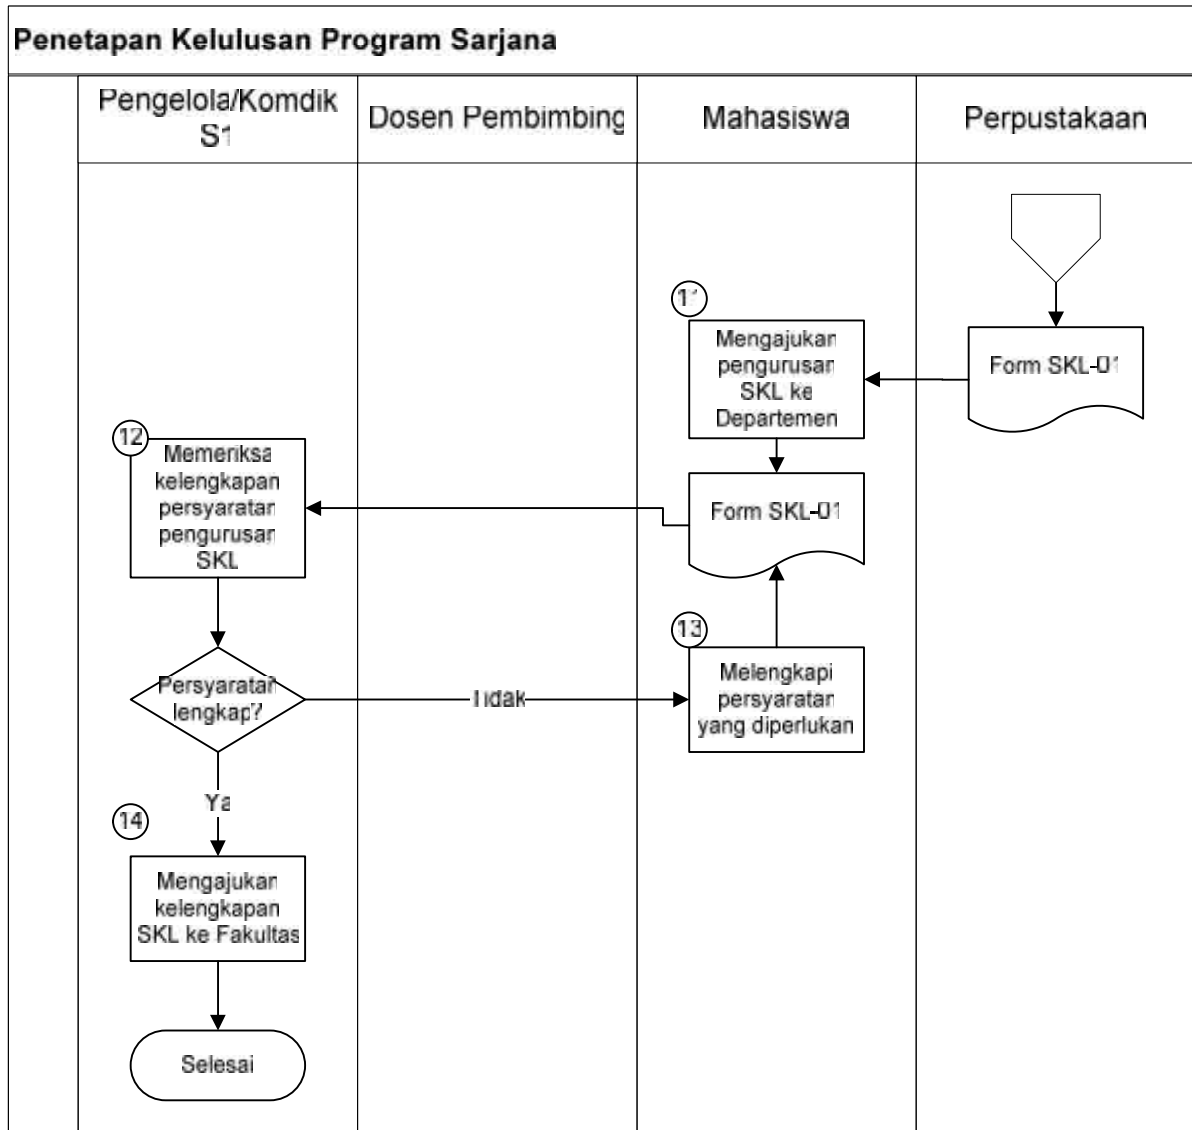 Penetapan Kelulusan Program Sarjana
Pengelola/Komdik
S1
Dosen Pembimbing
Mahasiswa
Perpustakaan
11
Mengajukan
pengurusan
SKL ke
Departemen
Form SKL-01
12
Memeriksa
kelengkapan
persyaratan
pengurusan
SKL
Form SKL-01
13
Persyaratan
lengkap?
Tidak
Melengkapi
persyaratan
yang diperlukan
Ya
14
Mengajukan
kelengkapan
SKL ke Fakultas
Selesai